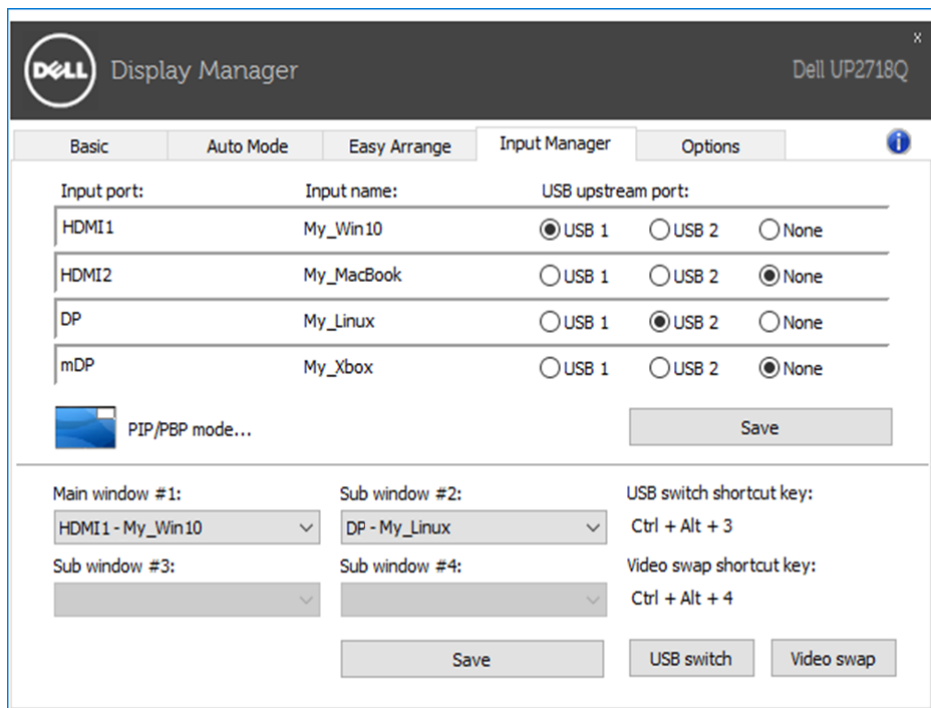 DELL Display Manager Dell UP2718Q x
Basic Auto Mode Easy Arrange Input Manager Options i
Input port: Input name: USB upstream port:
HDMI1 My_Win10 USB 1 USB 2 None
HDMI2 My_MacBook USB 1 USB 2 None
DP My_Linux USB 1 USB 2 None
mDP My_Xbox USB 1 USB 2 None
PIP/PBP mode... Save
Main window #1: Sub window #2: USB switch shortcut key:
HDMI1 - My_Win10 DP - My_Linux Ctrl + Alt + 3
Sub window #3: Sub window #4: Video swap shortcut key:
Ctrl + Alt + 4
Save USB switch Video swap